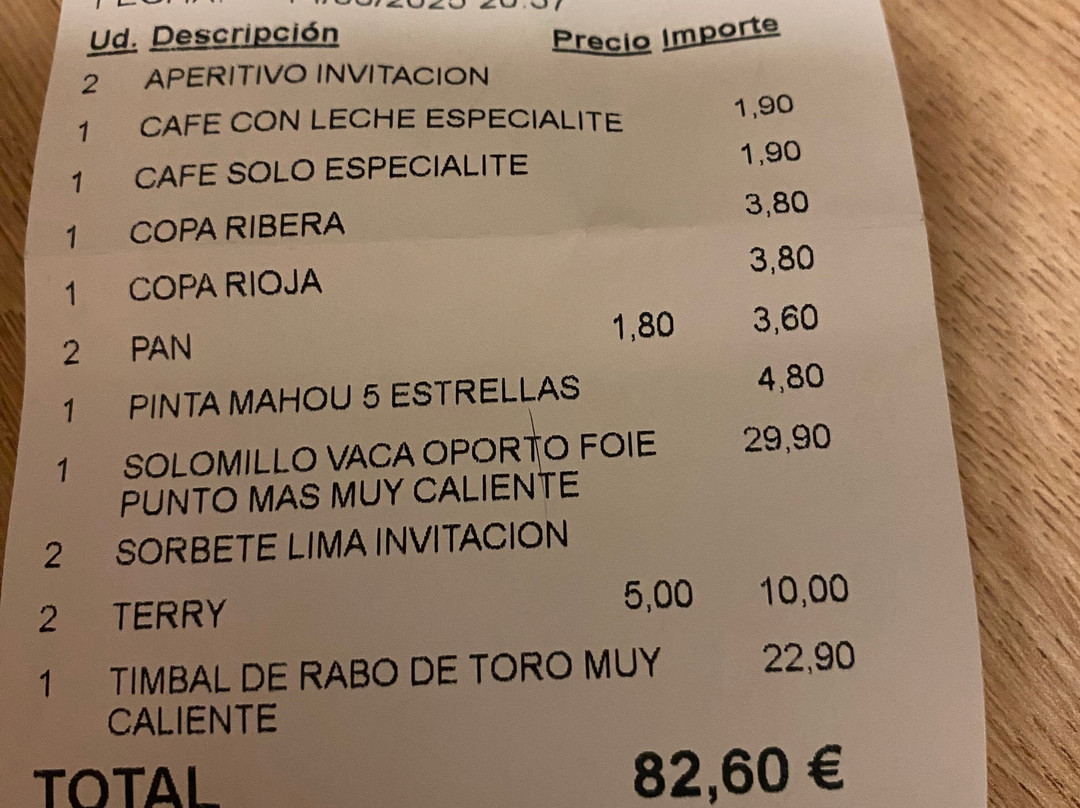 Ud. Descripción Precio Importe
2 APERITIVO INVITACION
1 CAFE CON LECHE ESPECIALITE 1,90
1 CAFE SOLO ESPECIALITE 1,90
1 COPA RIBERA 3,80
1 COPA RIOJA 3,80
2 PAN 1,80 3,60
1 PINTA MAHOU 5 ESTRELLAS 4,80
1 SOLOMILLO VACA OPORTO FOIE 29,90
PUNTO MAS MUY CALIENTE
2 SORBETE LIMA INVITACION
2 TERRY 5,00 10,00
1 TIMBAL DE RABO DE TORO MUY 22,90
CALIENTE
TOTAL 82,60 €